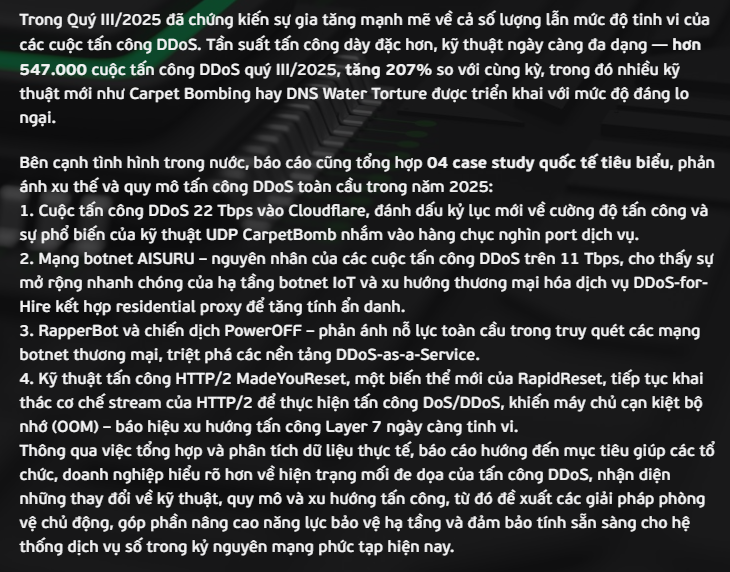 Trong Quý III/2025 đã chứng kiến sự gia tăng mạnh mẽ về cả số lượng lẫn mức độ tinh vi của
các cuộc tấn công DDoS. Tần suất tấn công dày đặc hơn, kỹ thuật ngày càng đa dạng — hơn
547.000 cuộc tấn công DDoS quý III/2025, tăng 207% so với cùng kỳ, trong đó nhiều kỹ
thuật mới như Carpet Bombing hay DNS Water Torture được triển khai với mức độ đáng lo
ngại.
Bên cạnh tình hình trong nước, báo cáo cũng tổng hợp 04 case study quốc tế tiêu biểu, phản
ánh xu thế và quy mô tấn công DDoS toàn cầu trong năm 2025:
1. Cuộc tấn công DDoS 22 Tbps vào Cloudflare, đánh dấu kỷ lục mới về cường độ tấn công và
sự phổ biến của kỹ thuật UDP CarpetBomb nhắm vào hàng chục nghìn port dịch vụ.
2. Mạng botnet AISURU – nguyên nhân của các cuộc tấn công DDoS trên 11 Tbps, cho thấy sự
mở rộng nhanh chóng của hạ tầng botnet IoT và xu hướng thương mại hóa dịch vụ DDoS-for-
Hire kết hợp residential proxy để tăng tính ẩn danh.
3. RapperBot và chiến dịch PowerOFF – phản ánh nỗ lực toàn cầu trong truy quét các mạng
botnet thương mại, triệt phá các nền tảng DDoS-as-a-Service.
4. Kỹ thuật tấn công HTTP/2 MadeYouReset, một biến thể mới của RapidReset, tiếp tục khai
thác cơ chế stream của HTTP/2 để thực hiện tấn công DoS/DDoS, khiến máy chủ cạn kiệt bộ
nhớ (OOM) – báo hiệu xu hướng tấn công Layer 7 ngày càng tinh vi.
Thông qua việc tổng hợp và phân tích dữ liệu thực tế, báo cáo hướng đến mục tiêu giúp các tổ
chức, doanh nghiệp hiểu rõ hơn về hiện trạng mối đe dọa của tấn công DDoS, nhận diện
những thay đổi về kỹ thuật, quy mô và xu hướng tấn công, từ đó đề xuất các giải pháp phòng
vệ chủ động, góp phần nâng cao năng lực bảo vệ hạ tầng và đảm bảo tính sẵn sàng cho hệ
thống dịch vụ số trong kỷ nguyên mạng phức tạp hiện nay.